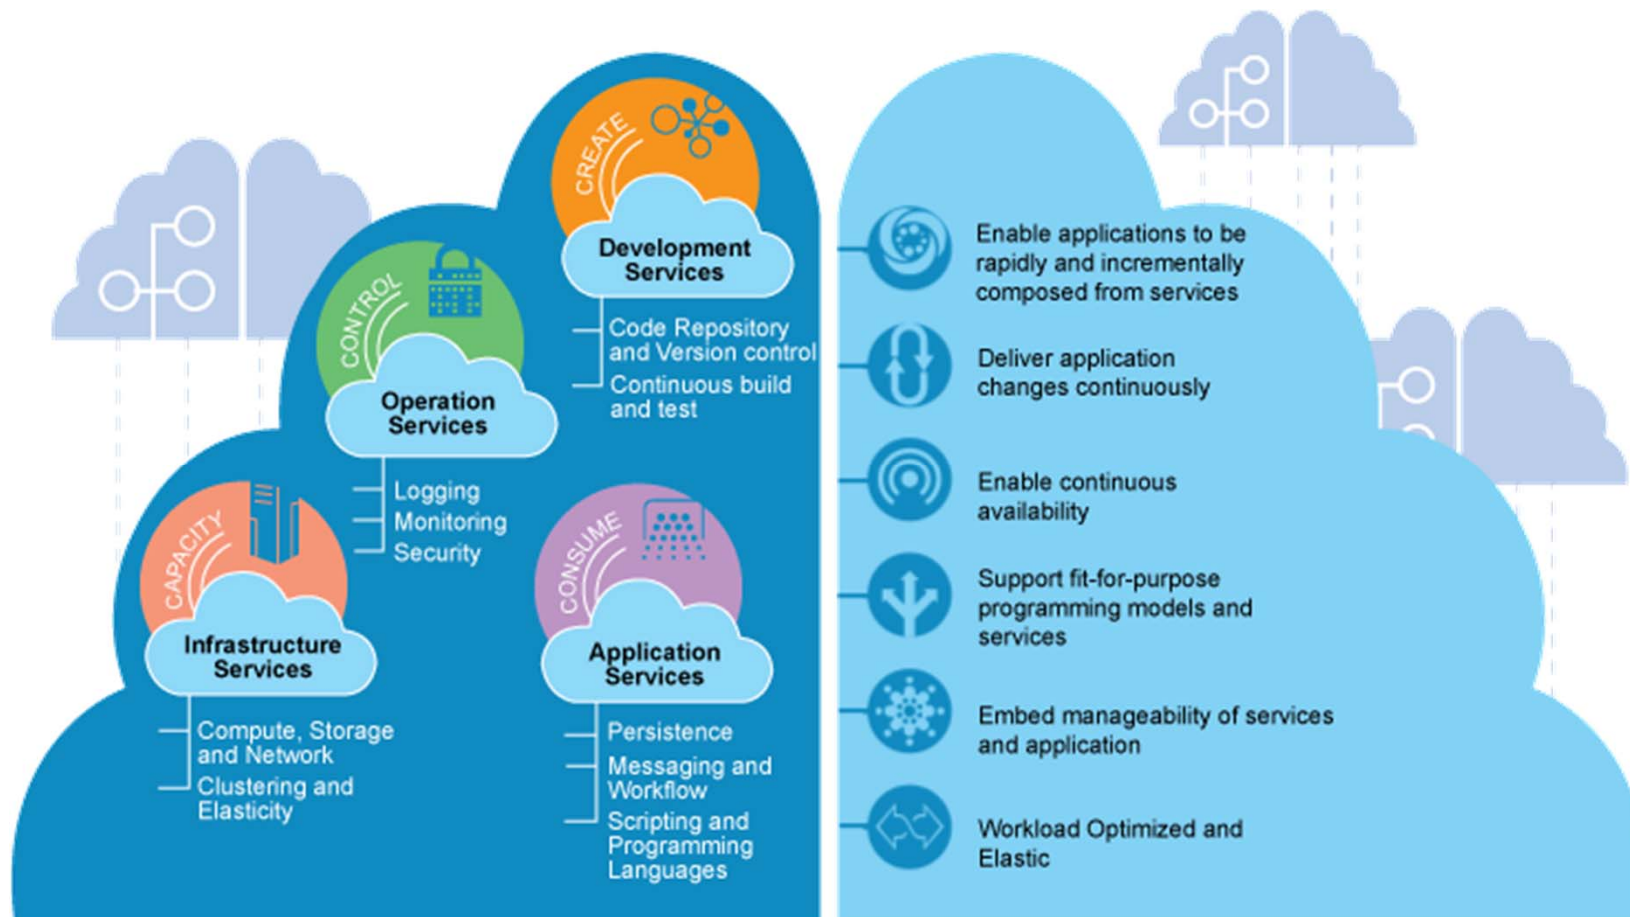 CREATE
Development
Services
Code Repository
and Version control
Continuous build
and test
CONTROL
Operation
Services
Logging
Monitoring
Security
CAPACITY
Infrastructure
Services
Compute, Storage
and Network
Clustering and
Elasticity
CONSUME
Application
Services
Persistence
Messaging and
Workflow
Scripting and
Programming
Languages
Enable applications to be
rapidly and incrementally
composed from services
Deliver application
changes continuously
Enable continuous
availability
Support fit-for-purpose
programming models and
services
Embed manageability of services
and application
Workload Optimized and
Elastic